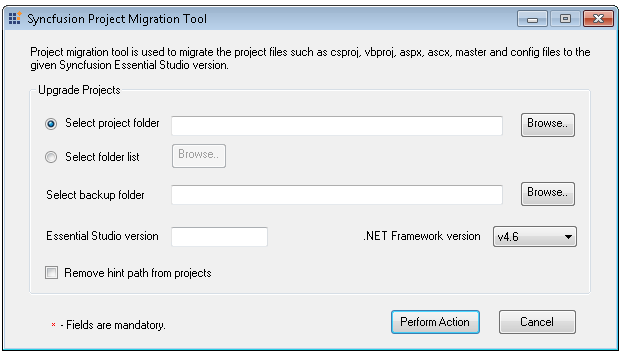 Syncfusion Project Migration Tool
Project migration tool is used to migrate the project files such as csproj, vbproj, aspx, ascx, master and config files to the
given Syncfusion Essential Studio version.
Upgrade Projects
Select project folder
Browse..
Select folder list
Browse..
Select backup folder
Browse..
Essential Studio version
.NET Framework version
v4.6
Remove hint path from projects
* - Fields are mandatory.
Perform Action
Cancel